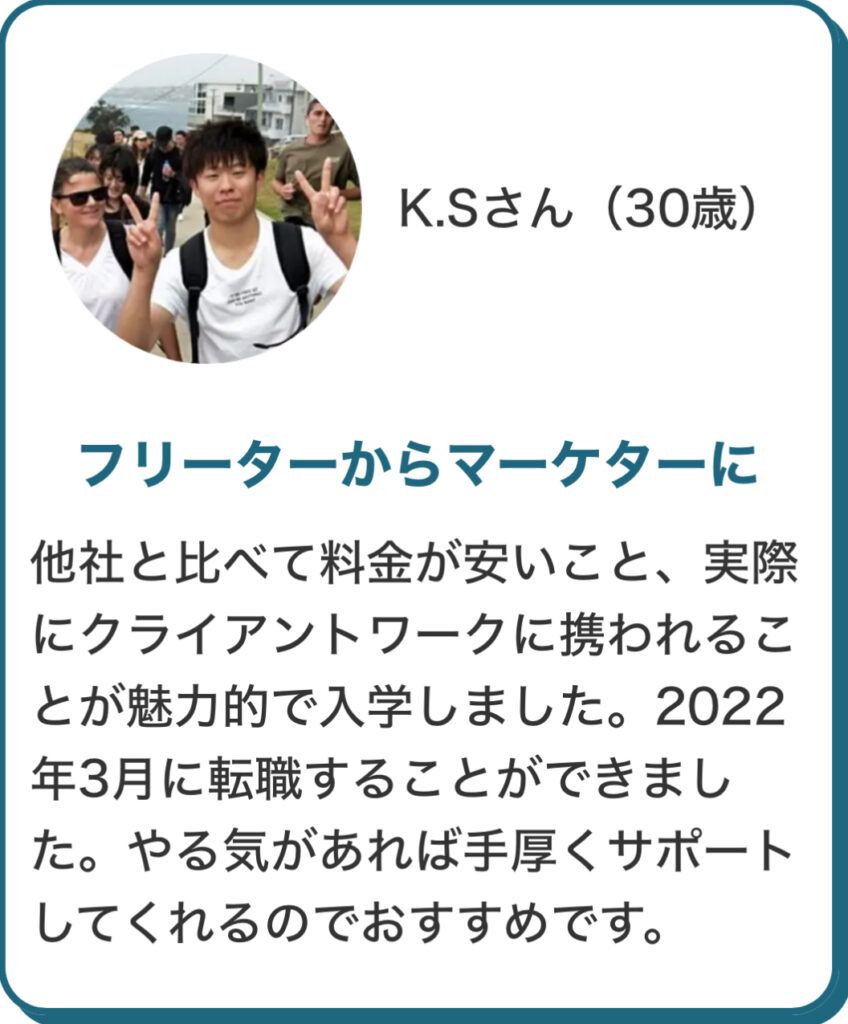 K.Sさん（30歳）
フリーターからマーケターに
他社と比べて料金が安いこと、実際
にクライアントワークに携われるこ
とが魅力的で入学しました。2022
年3月に転職することができまし
た。やる気があれば手厚くサポート
してくれるのでおすすめです。